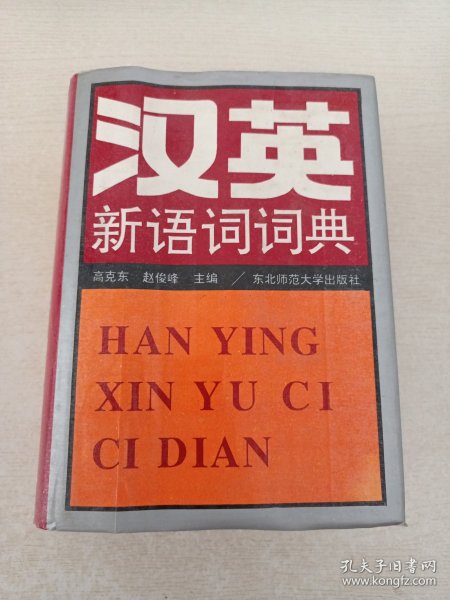 汉英
新语词词典
高克东 赵俊峰 主编 / 东北师范大学出版社
HAN YING
XIN YU CI
CI DIAN
孔夫子旧书网
www.kongfz.com